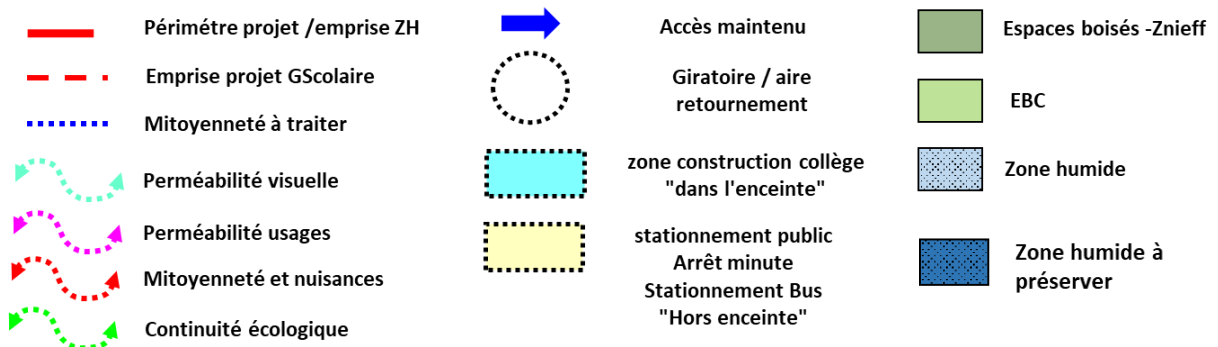 Périmétre projet /emprise ZH
Emprise projet GScolaire
Mitoyenneté à traiter
Perméabilité visuelle
Perméabilité usages
Mitoyenneté et nuisances
Continuité écologique
Accès maintenu
Giratoire / aire
retournement
zone construction collège
"dans l'enceinte"
stationnement public
Arrêt minute
Stationnement Bus
"Hors enceinte"
Espaces boisés -Znieff
EBC
Zone humide
Zone humide à
préserver